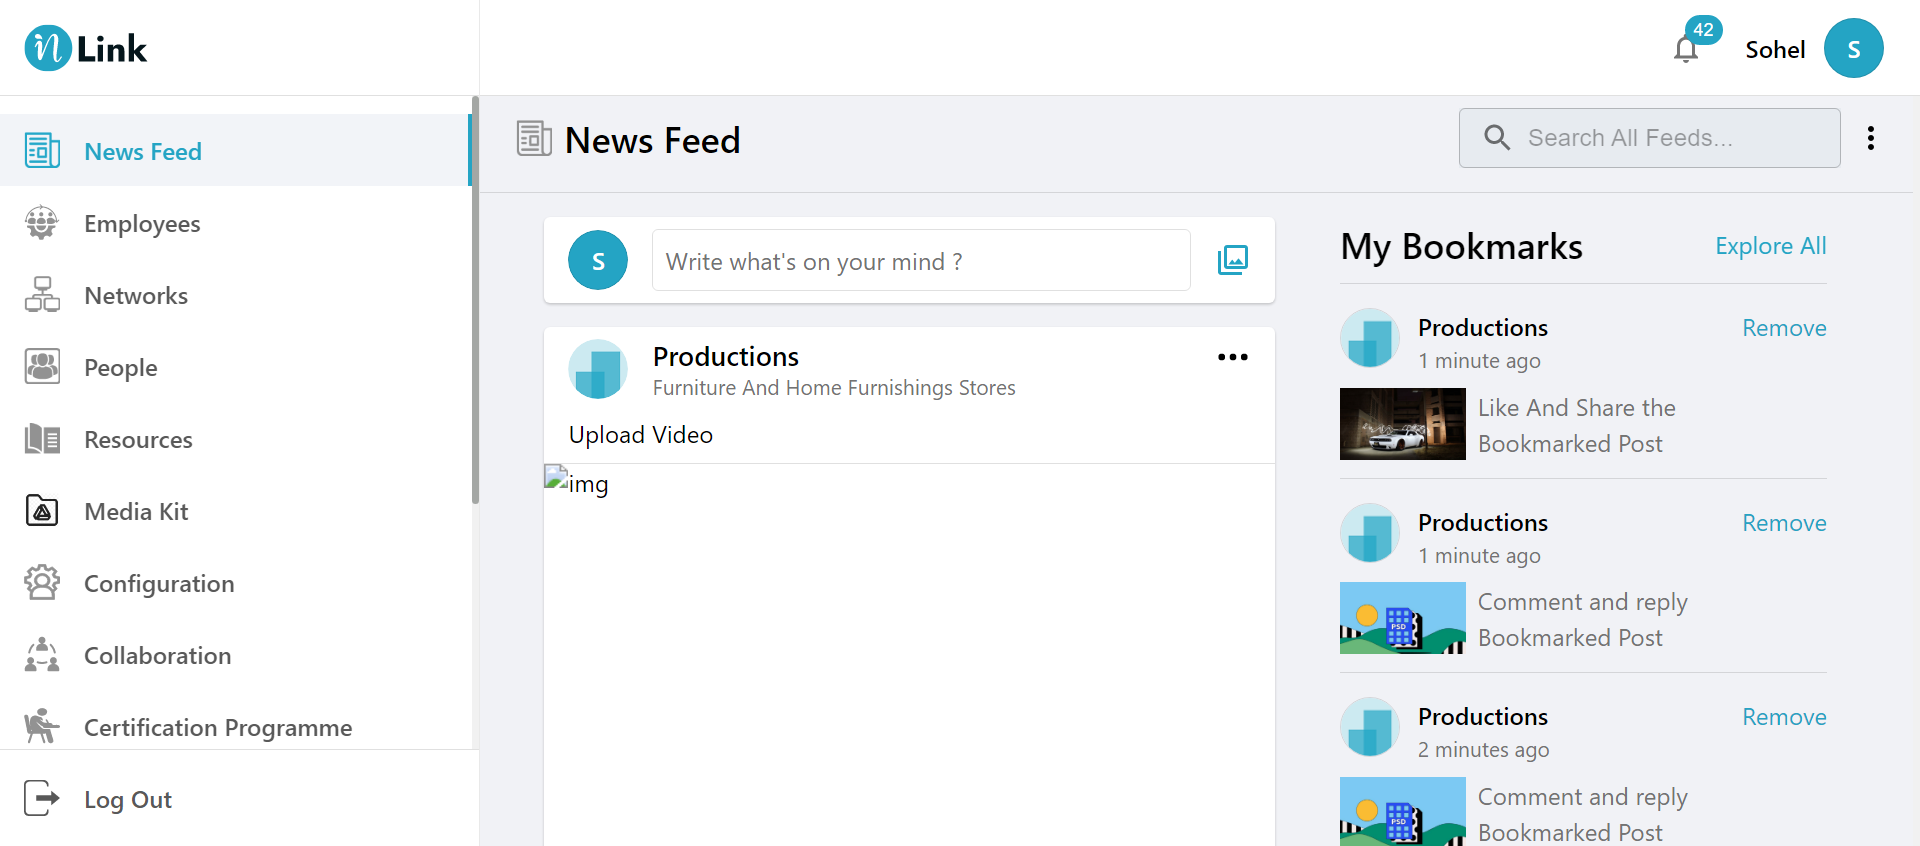 n Link
42
Sohel
S
News Feed
Employees
Networks
People
Resources
Media Kit
Configuration
Collaboration
Certification Programme
Log Out
News Feed
Search All Feeds...
S
Write what's on your mind ?
Productions
Furniture And Home Furnishings Stores
Upload Video
img
My Bookmarks
Explore All
Productions
Remove
1 minute ago
Like And Share the
Bookmarked Post
Productions
Remove
1 minute ago
PSD
Comment and reply
Bookmarked Post
Productions
Remove
2 minutes ago
PSD
Comment and reply
Bookmarked Post